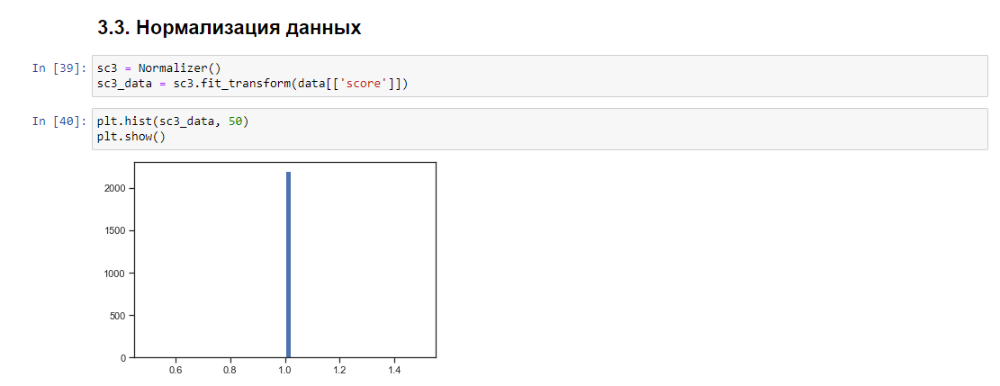 3.3. Нормализация данных
In [39]: sc3 = Normalizer()
sc3_data = sc3.fit_transform(data[['score']])
In [40]: plt.hist(sc3_data, 50)
plt.show()
2000
1500
1000
500
0
0.6 0.8 1.0 1.2 1.4